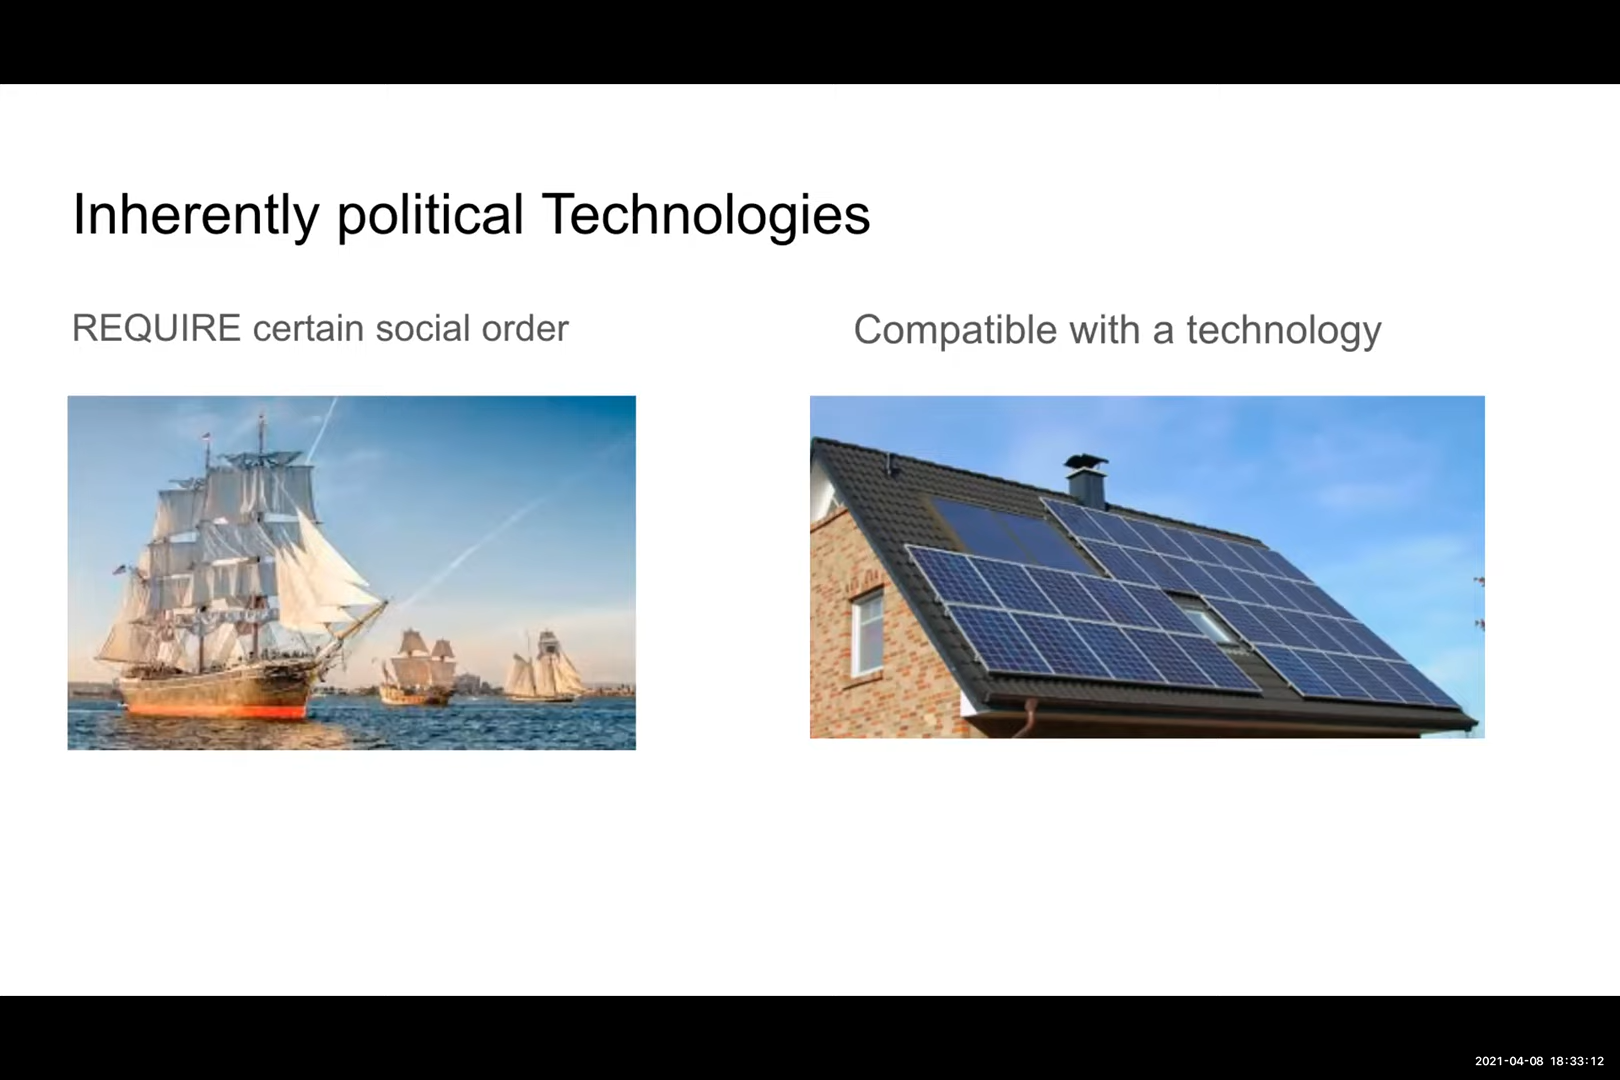 Inherently political Technologies
REQUIRE certain social order
Compatible with a technology
2021-04-08 18:33:12